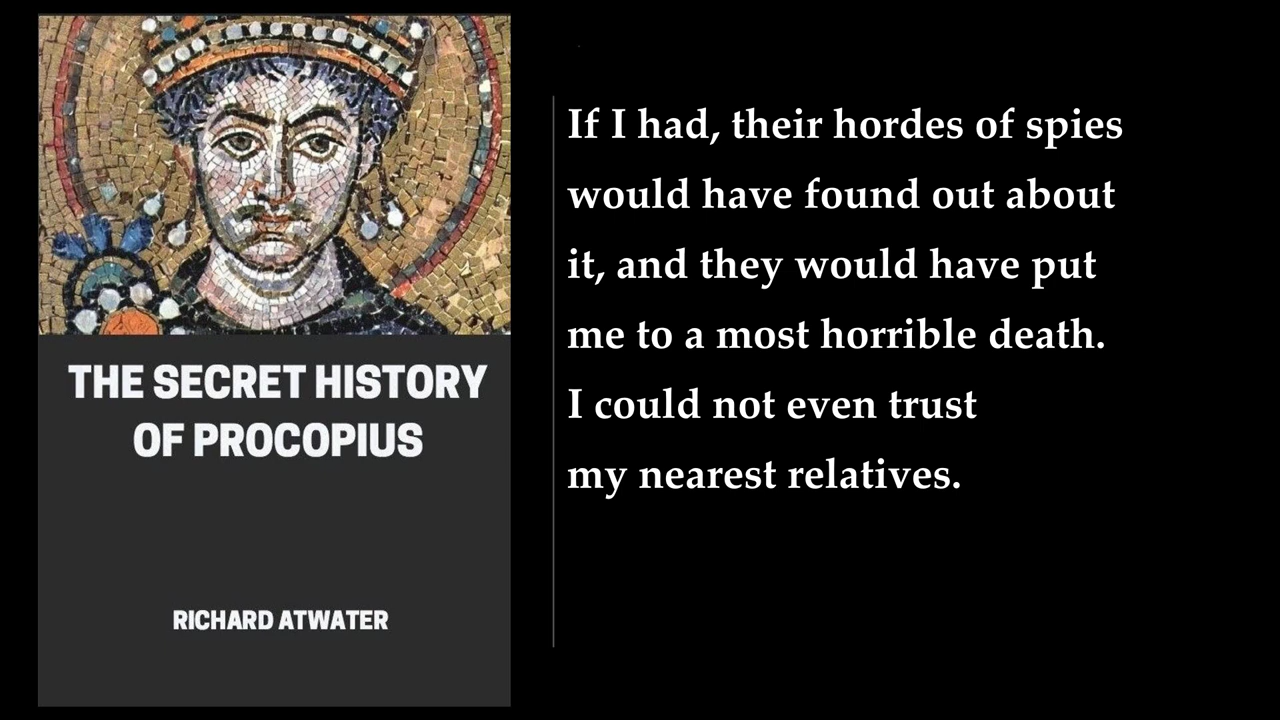 THE SECRET HISTORY
OF PROCOPIUS
RICHARD ATWATER
If I had, their hordes of spies
would have found out about
it, and they would have put
me to a most horrible death.
I could not even trust
my nearest relatives.